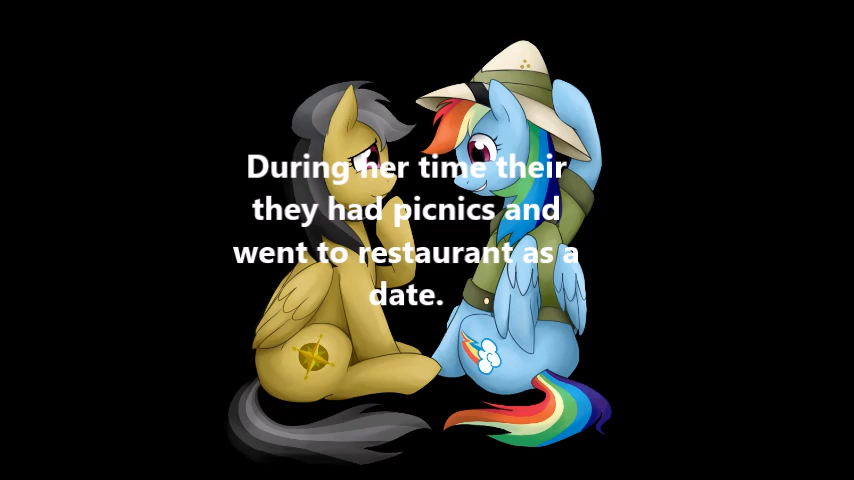 During her time their
they had picnics and
went to restaurant as a
date.